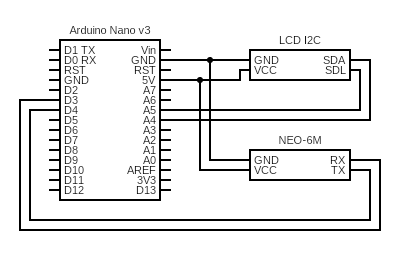 Arduino Nano v3
D1 TX
D0 RX
RST
GND
D2
D3
D4
D5
D6
D7
D8
D9
D10
D11
D12
Vin
GND
RST
5V
A7
A6
A5
A4
A3
A2
A1
A0
AREF
3V3
D13
LCD I2C
GND SDA
VCC SDL
NEO-6M
GND RX
VCC TX